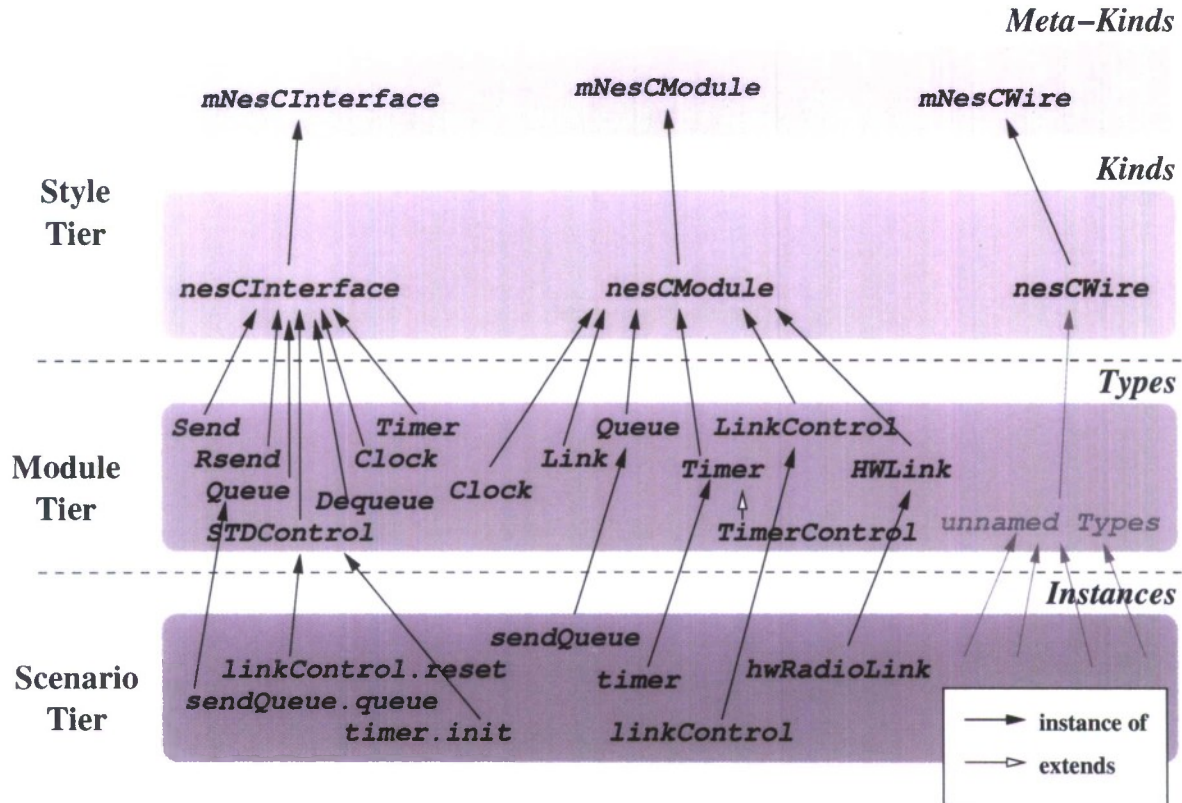 Meta-Kinds
mNesCInterface
mNesCModule
mNesCWire
Kinds
Style
Tier
nesCInterface
nesCModule
nesCWire
Types
Module
Tier
Send
Timer
Queue
LinkControl
Rsend
Clock
Link
Timer
HWLink
Queue
Dequeue
Clock
STDControl
TimerControl
unnamed Types
Instances
Scenario
Tier
sendQueue
linkControl.reset
timer
hwRadioLink
sendQueue.queue
timer.init
linkControl
instance of
extends